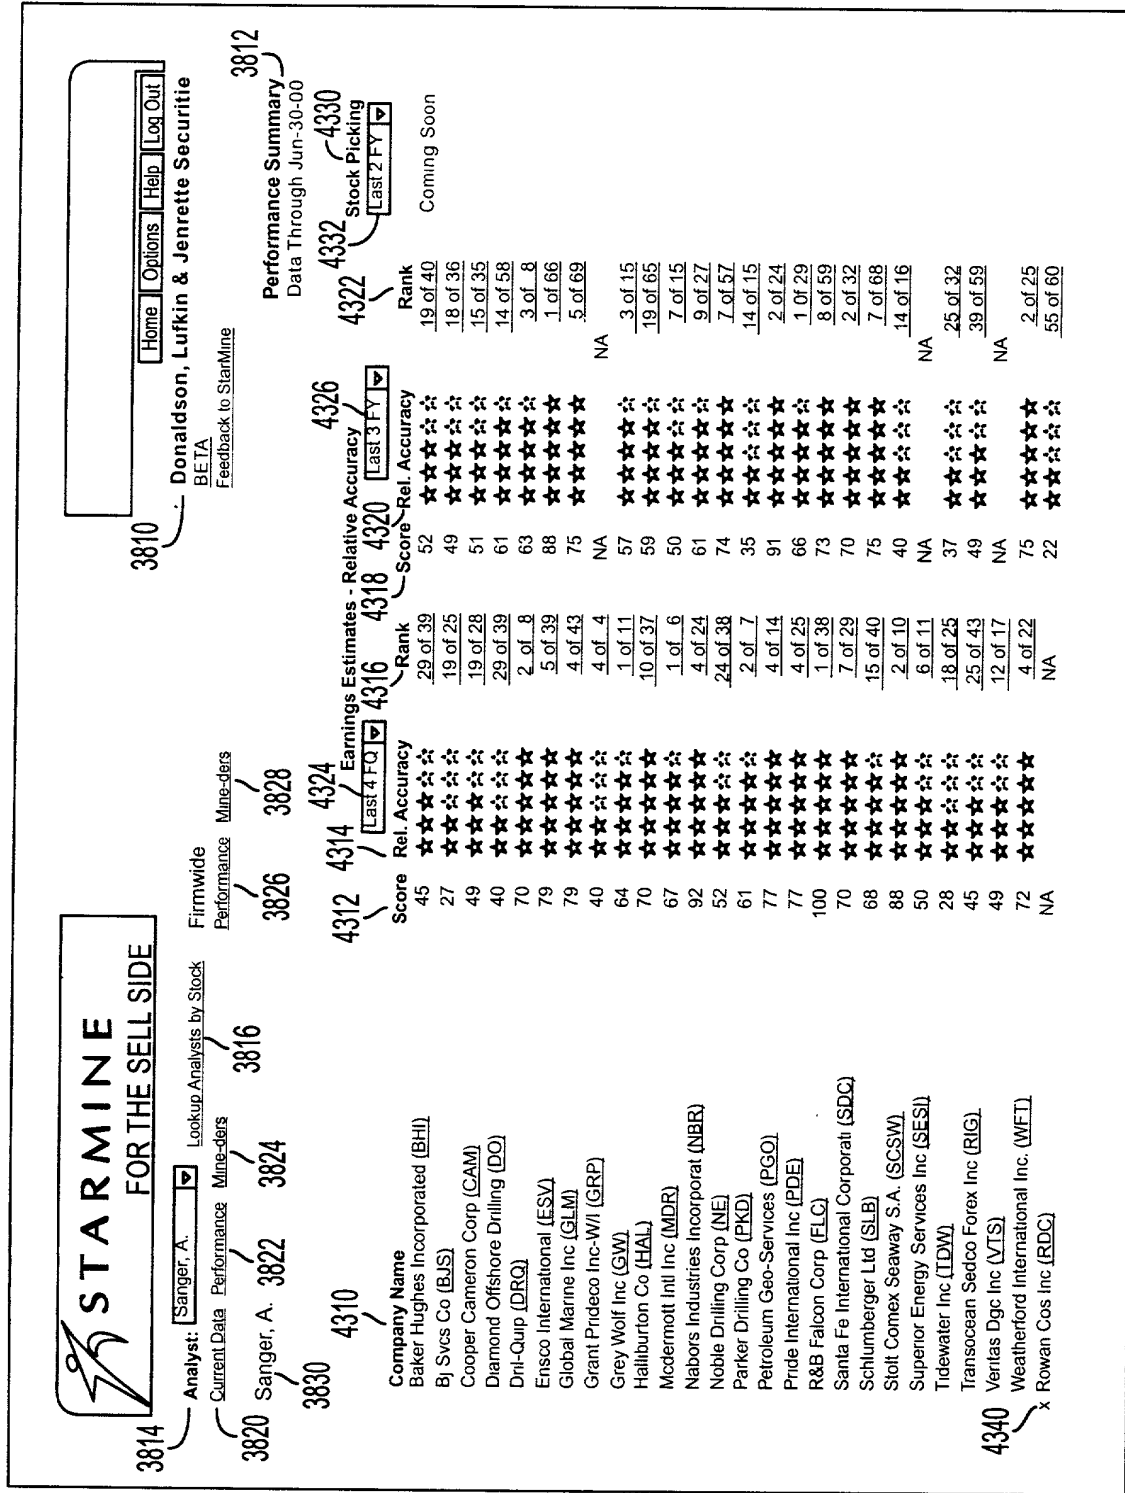 STARMINE
FOR THE SELL SIDE
Home Options Help Log Out
3814 Analyst: Sanger, A. Lookup Analysts by Stock 3816
3810 Donaldson, Lufkin & Jenrette Securitie
BETA
Feedback to StarMine
Current Data Performance Mine-ders
Firmwide
Performance Mine-ders
3820 3822 3824 3826 3828
Sanger, A.
3830
Performance Summary 3812
Data Through Jun-30-00
4310 4312 4314 4324 4316 4318 4320 4326 4322 4332 4330
Earnings Estimates - Relative Accuracy Stock Picking
Last 4 FQ Last 3 FY Last 2 FY
Company Name Score Rel. Accuracy Rank Score Rel. Accuracy Rank
Baker Hughes Incorporated (BHI) 45 29 of 39 52 19 of 40 Coming Soon
Bj Svcs Co (BJS) 27 19 of 25 49 18 of 36
Cooper Cameron Corp (CAM) 49 19 of 28 51 15 of 35
Diamond Offshore Drilling (DO) 40 29 of 39 61 14 of 58
Dril-Quip (DRQ) 70 2 of 8 63 3 of 8
Ensco International (ESV) 79 5 of 39 88 1 of 66
Global Marine Inc (GLM) 79 4 of 43 75 5 of 69
Grant Prideco Inc-W/I (GRP) 40 4 of 4 NA NA
Grey Wolf Inc (GW) 64 1 of 11 57 3 of 15
Halliburton Co (HAL) 70 10 of 37 59 19 of 65
Mcdermott Intl Inc (MDR) 67 1 of 6 50 7 of 15
Nabors Industries Incorporat (NBR) 92 4 of 24 61 9 of 27
Noble Drilling Corp (NE) 52 24 of 38 74 7 of 57
Parker Drilling Co (PKD) 61 2 of 7 35 14 of 15
Petroleum Geo-Services (PGO) 77 4 of 14 91 2 of 24
Pride International Inc (PDE) 77 4 of 25 66 1 0f 29
R&B Falcon Corp (FLC) 100 1 of 38 73 8 of 59
Santa Fe International Corporati (SDC) 70 7 of 29 70 2 of 32
Schlumberger Ltd (SLB) 68 15 of 40 75 7 of 68
Stolt Comex Seaway S.A. (SCSW) 88 2 of 10 40 14 of 16
Superior Energy Services Inc (SESI) 50 6 of 11 NA NA
Tidewater Inc (TDW) 28 18 of 25 37 25 of 32
Transocean Sedco Forex Inc (RIG) 45 25 of 43 49 39 of 59
Veritas Dgc Inc (VTS) 49 12 of 17 NA NA
Weatherford International Inc. (WFT) 72 4 of 22 75 2 of 25
4340 x Rowan Cos Inc (RDC) NA NA 22 55 of 60